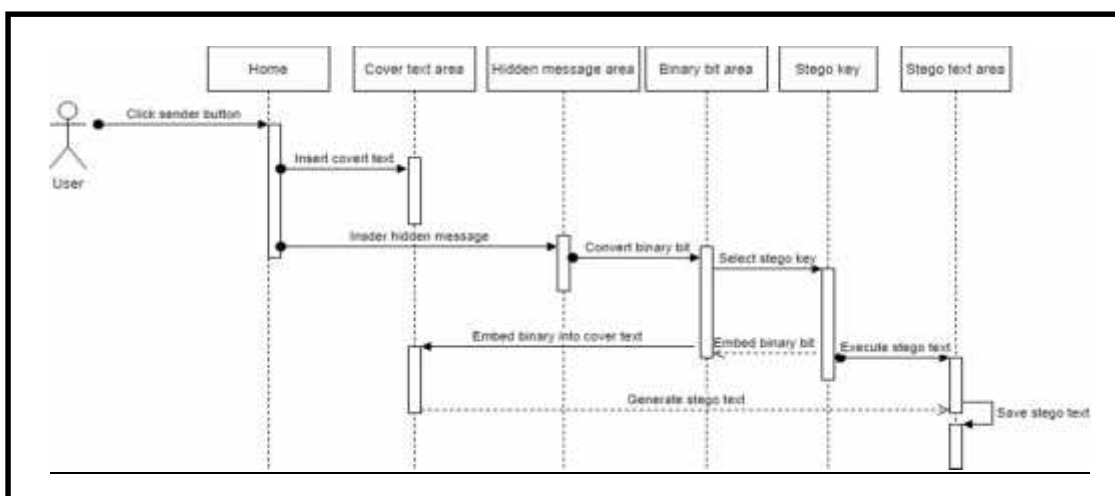 Home Cover text area Hidden message area Binary bit area Stego key Stego text area
Click sender button
User
Insert covert text
Insder hidden message
Convert binary bit
Select stego key
Embed binary into cover text
Embed binary bit
Execute stego text
Generate stego text
Save stego text